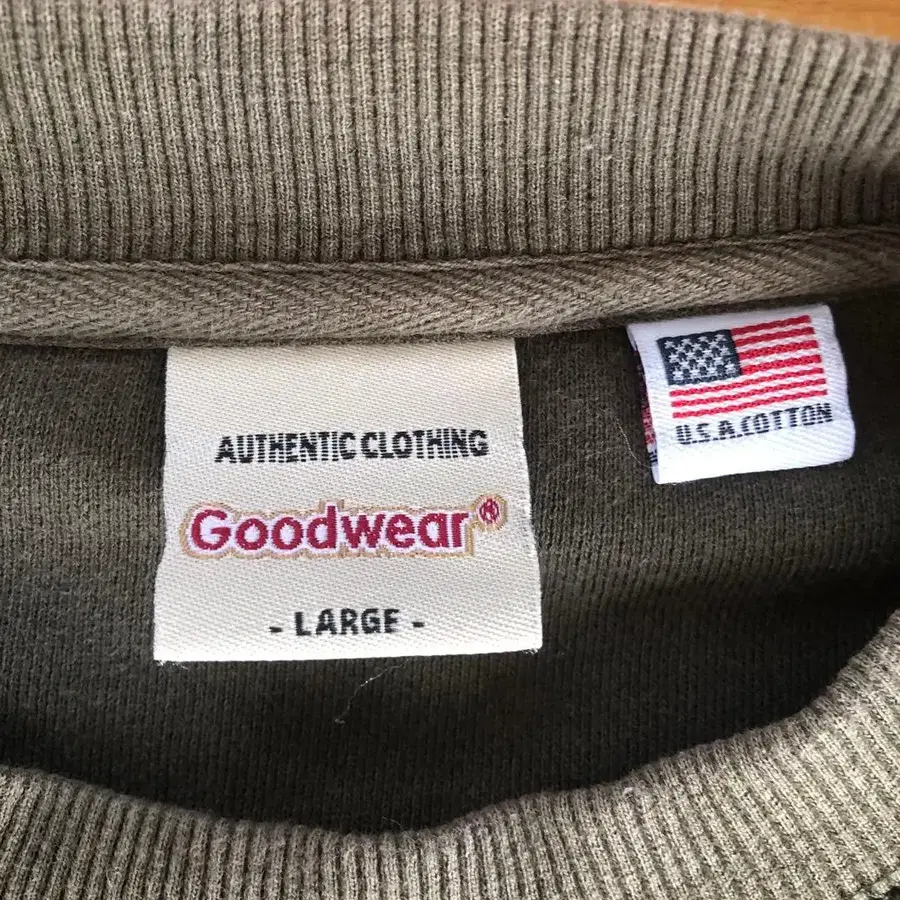 AUTHENTIC CLOTHING
Goodwear®
- LARGE -
U.S.A.COTTON